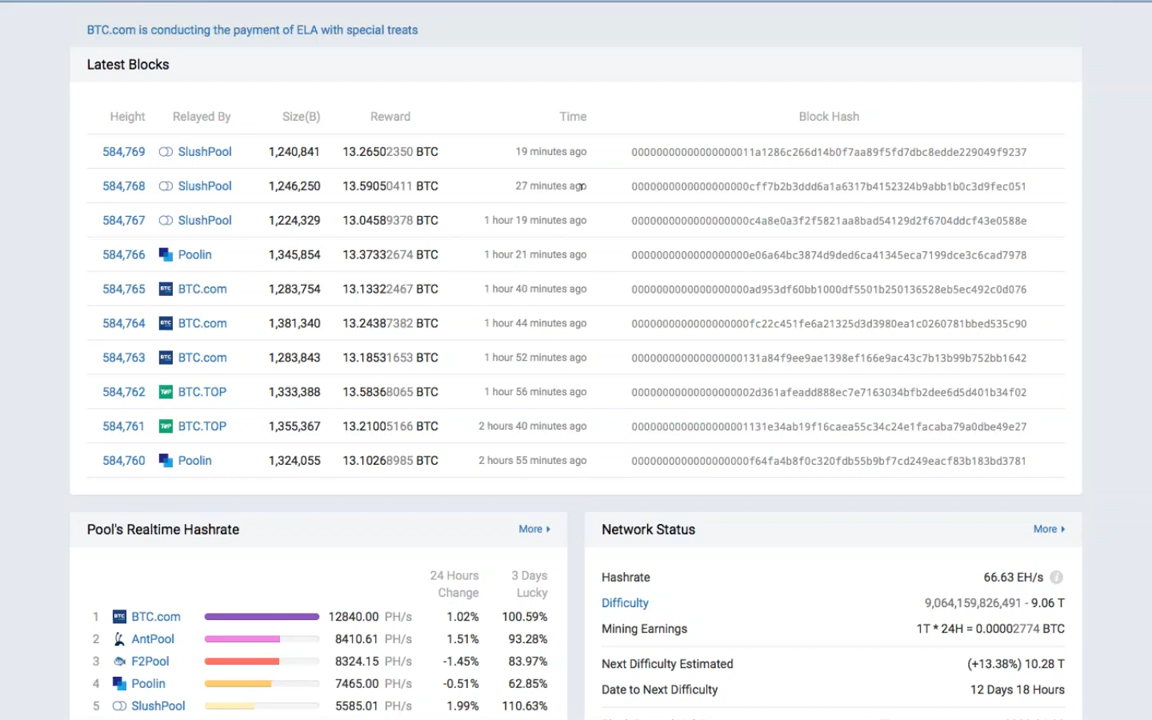 BTC.com is conducting the payment of ELA with special treats
Latest Blocks
Height Relayed By Size(B) Reward Time Block Hash
584,769 SlushPool 1,240,841 13.26502350 BTC 19 minutes ago 00000000000000000011a1286c266d14b0f7aa89f5fd7dbc8edde229049f9237
584,768 SlushPool 1,246,250 13.59050411 BTC 27 minutes ago 0000000000000000000cff7b2b3ddd6a1a6317b4152324b9abb1b0c3d9fec051
584,767 SlushPool 1,224,329 13.04589378 BTC 1 hour 19 minutes ago 0000000000000000000c4a8e0a3f2f5821aa8bad54129d2f6704ddcf43e0588e
584,766 Poolin 1,345,854 13.37332674 BTC 1 hour 21 minutes ago 0000000000000000000e06a64bc3874d9ded6ca41345eca7199dce3c6cad7978
584,765 BTC.com 1,283,754 13.13322467 BTC 1 hour 40 minutes ago 0000000000000000000ad953df60bb1000df5501b250136528eb5ec492c0d076
584,764 BTC.com 1,381,340 13.24387382 BTC 1 hour 44 minutes ago 0000000000000000000fc22c451fe6a21325d3d3980ea1c0260781bbed535c90
584,763 BTC.com 1,283,843 13.18531653 BTC 1 hour 52 minutes ago 0000000000000000000131a84f9ee9ae1398ef166e9ac43c7b13b99b752bb1642
584,762 BTC.TOP 1,333,388 13.58368065 BTC 1 hour 56 minutes ago 0000000000000000002d361afeadd888ec7e7163034bfb2dee6d5d401b34f02
584,761 BTC.TOP 1,355,367 13.21005166 BTC 2 hours 40 minutes ago 0000000000000000001131e34ab19f16caea55c34c24e1facaba79a0dbe49e27
584,760 Poolin 1,324,055 13.10268985 BTC 2 hours 55 minutes ago 0000000000000000000f64fa4b8f0c320fdb55b9bf7cd249eacf83b183bd3781
Pool's Realtime Hashrate More
24 Hours Change 3 Days Lucky
1 BTC.com 12840.00 PH/s 1.02% 100.59%
2 AntPool 8410.61 PH/s 1.51% 93.28%
3 F2Pool 8324.15 PH/s -1.45% 83.97%
4 Poolin 7465.00 PH/s -0.51% 62.85%
5 SlushPool 5585.01 PH/s 1.99% 110.63%
Network Status More
Hashrate 66.63 EH/s
Difficulty 9,064,159,826,491 - 9.06 T
Mining Earnings 1T * 24H = 0.00002774 BTC
Next Difficulty Estimated (+13.38%) 10.28 T
Date to Next Difficulty 12 Days 18 Hours